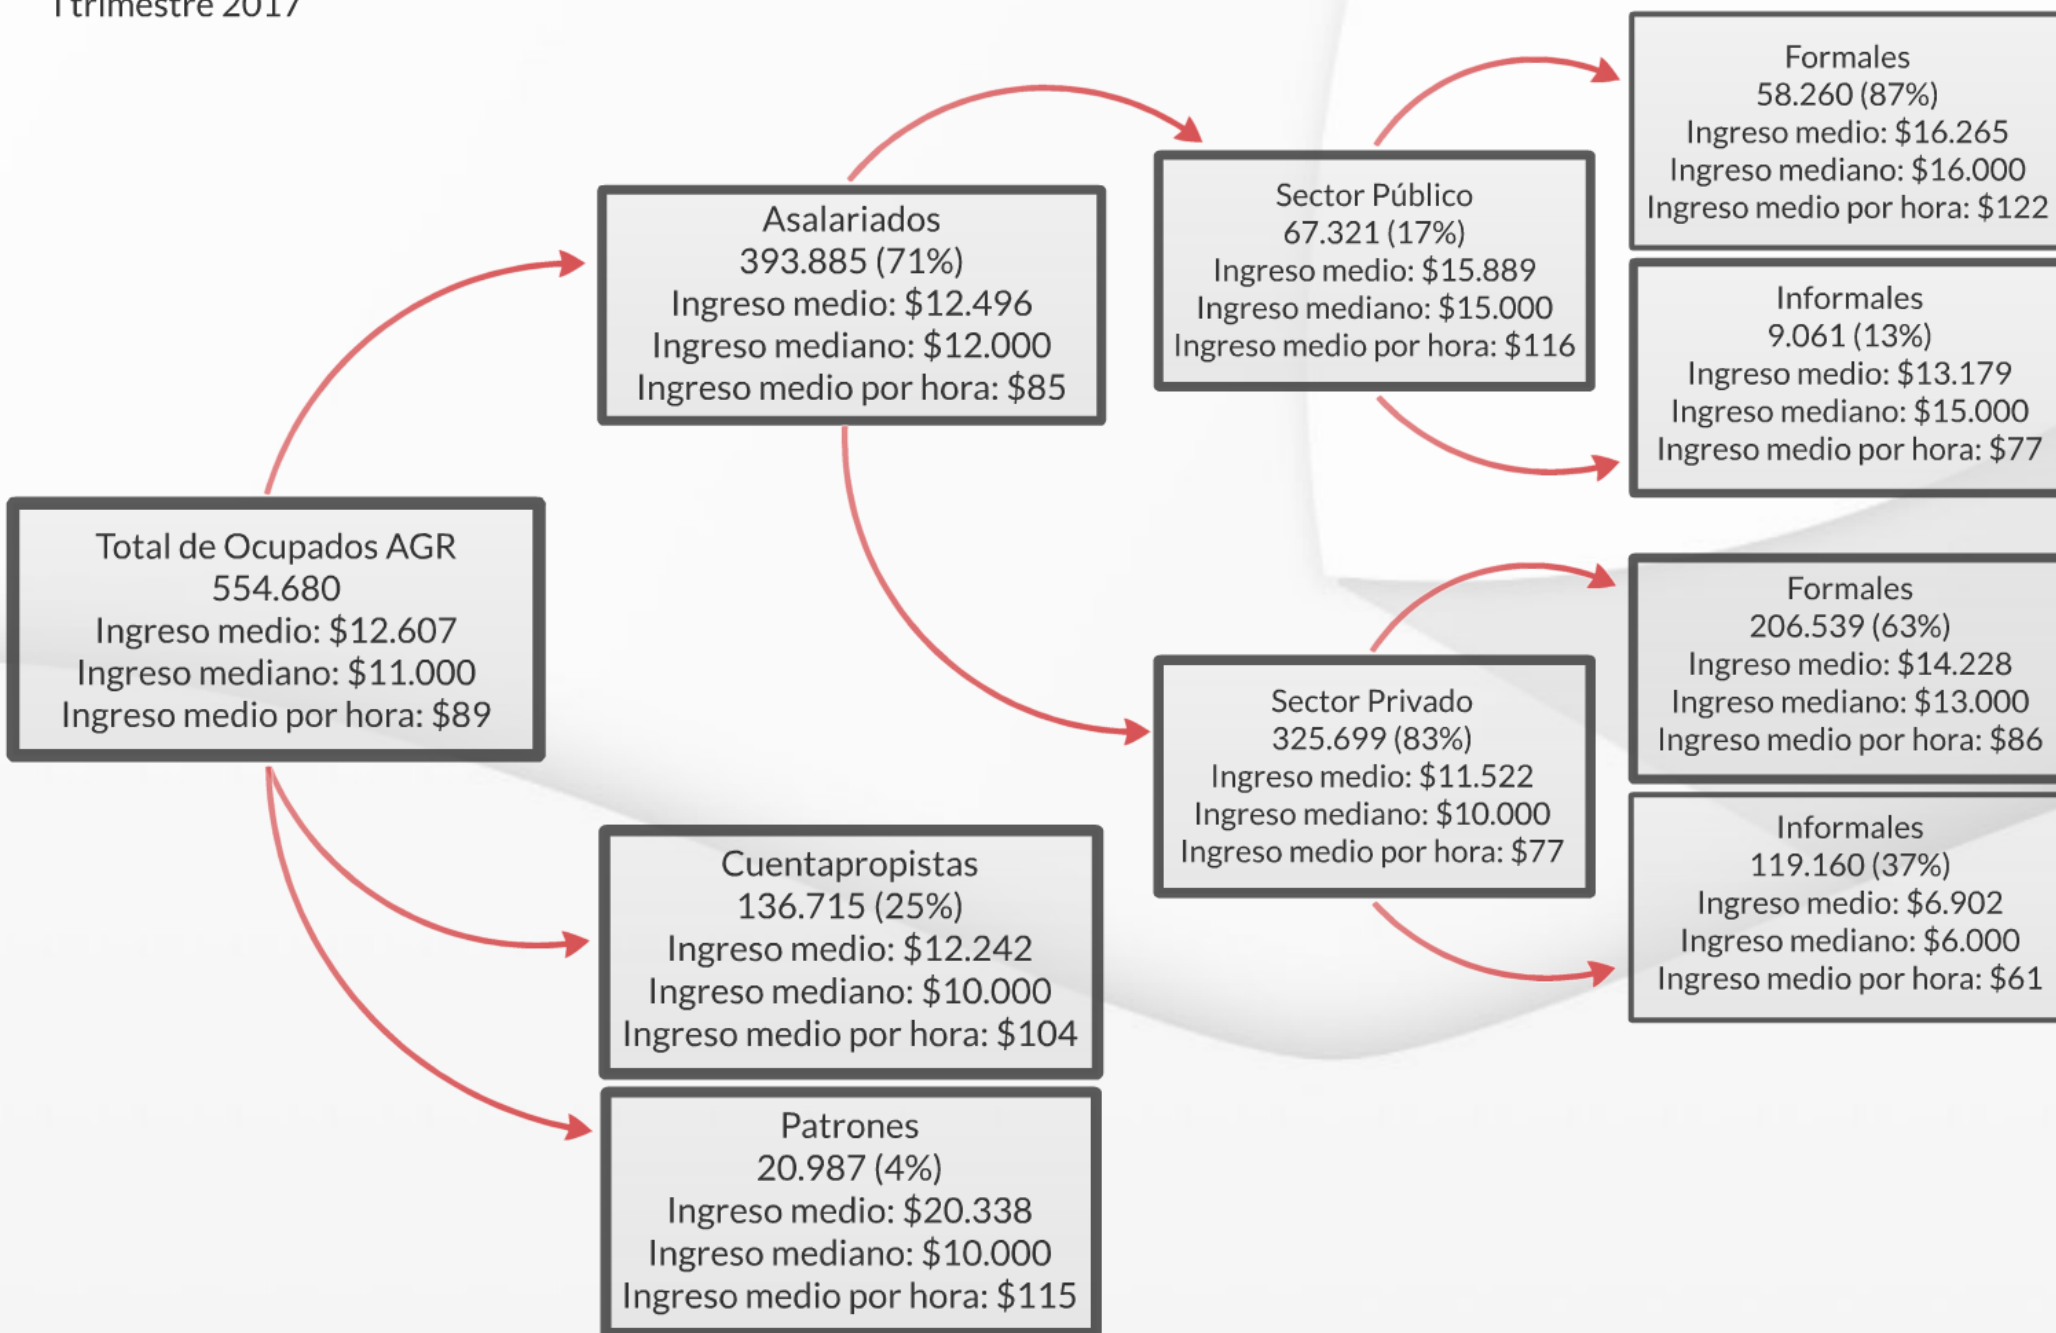 I trimestre 2017
Total de Ocupados AGR
554.680
Ingreso medio: $12.607
Ingreso mediano: $11.000
Ingreso medio por hora: $89
Asalariados
393.885 (71%)
Ingreso medio: $12.496
Ingreso mediano: $12.000
Ingreso medio por hora: $85
Cuentapropistas
136.715 (25%)
Ingreso medio: $12.242
Ingreso mediano: $10.000
Ingreso medio por hora: $104
Patrones
20.987 (4%)
Ingreso medio: $20.338
Ingreso mediano: $10.000
Ingreso medio por hora: $115
Sector Público
67.321 (17%)
Ingreso medio: $15.889
Ingreso mediano: $15.000
Ingreso medio por hora: $116
Sector Privado
325.699 (83%)
Ingreso medio: $11.522
Ingreso mediano: $10.000
Ingreso medio por hora: $77
Formales
58.260 (87%)
Ingreso medio: $16.265
Ingreso mediano: $16.000
Ingreso medio por hora: $122
Informales
9.061 (13%)
Ingreso medio: $13.179
Ingreso mediano: $15.000
Ingreso medio por hora: $77
Formales
206.539 (63%)
Ingreso medio: $14.228
Ingreso mediano: $13.000
Ingreso medio por hora: $86
Informales
119.160 (37%)
Ingreso medio: $6.902
Ingreso mediano: $6.000
Ingreso medio por hora: $61